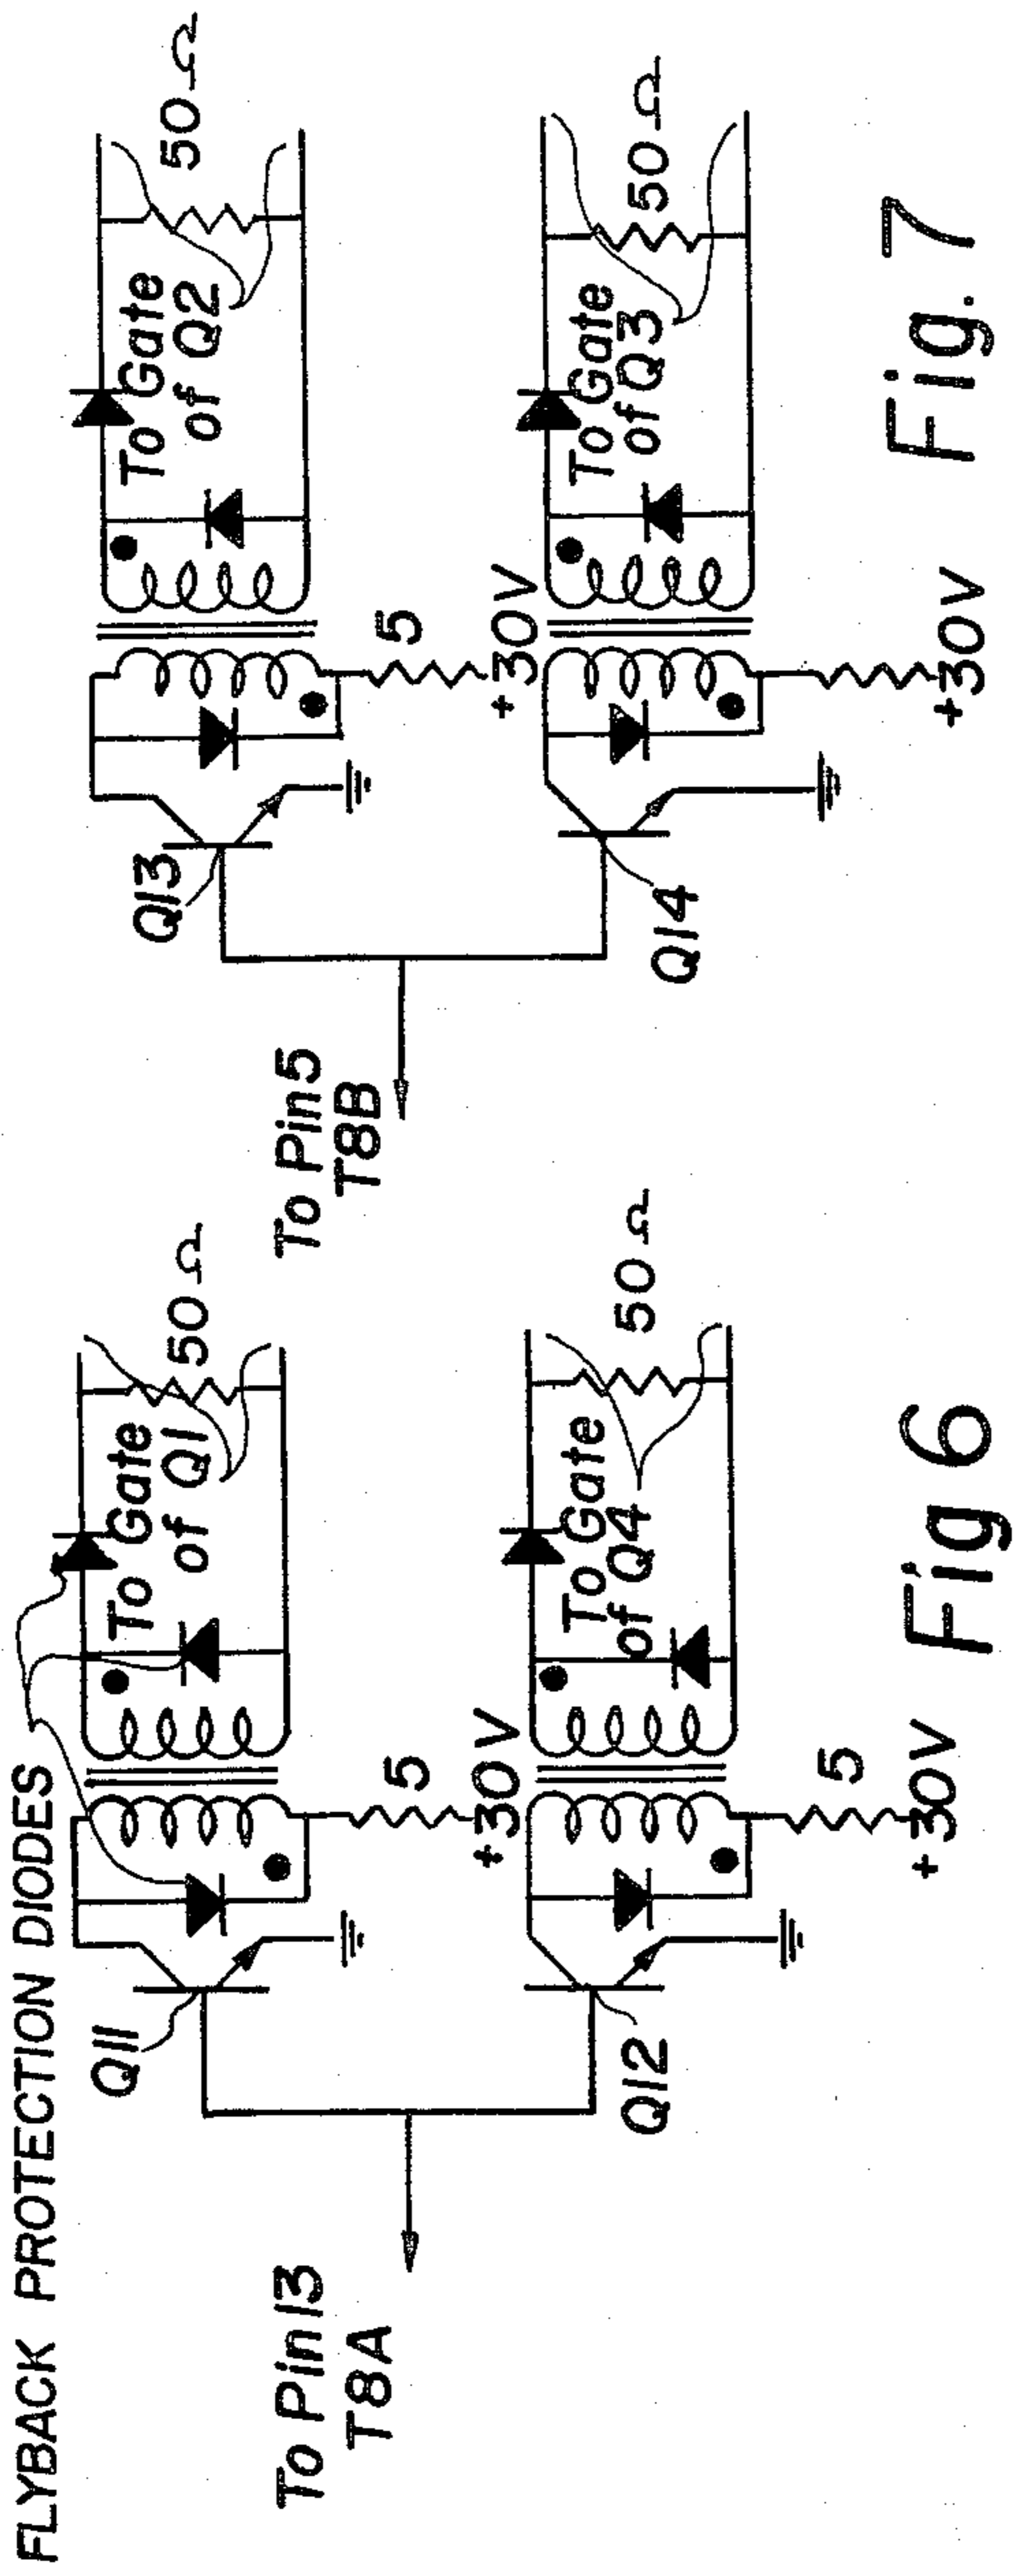 FLYBACK PROTECTION DIODES
To Pin 13
T8A
Q11
Q12
To Gate
of Q1
50 Ω
5
+30 V
To Gate
of Q4
50 Ω
5
+30V
Fig 6
To Pin 5
T8B
Q13
Q14
To Gate
of Q2
50 Ω
5
+30V
To Gate
of Q3
50 Ω
+30V
Fig. 7